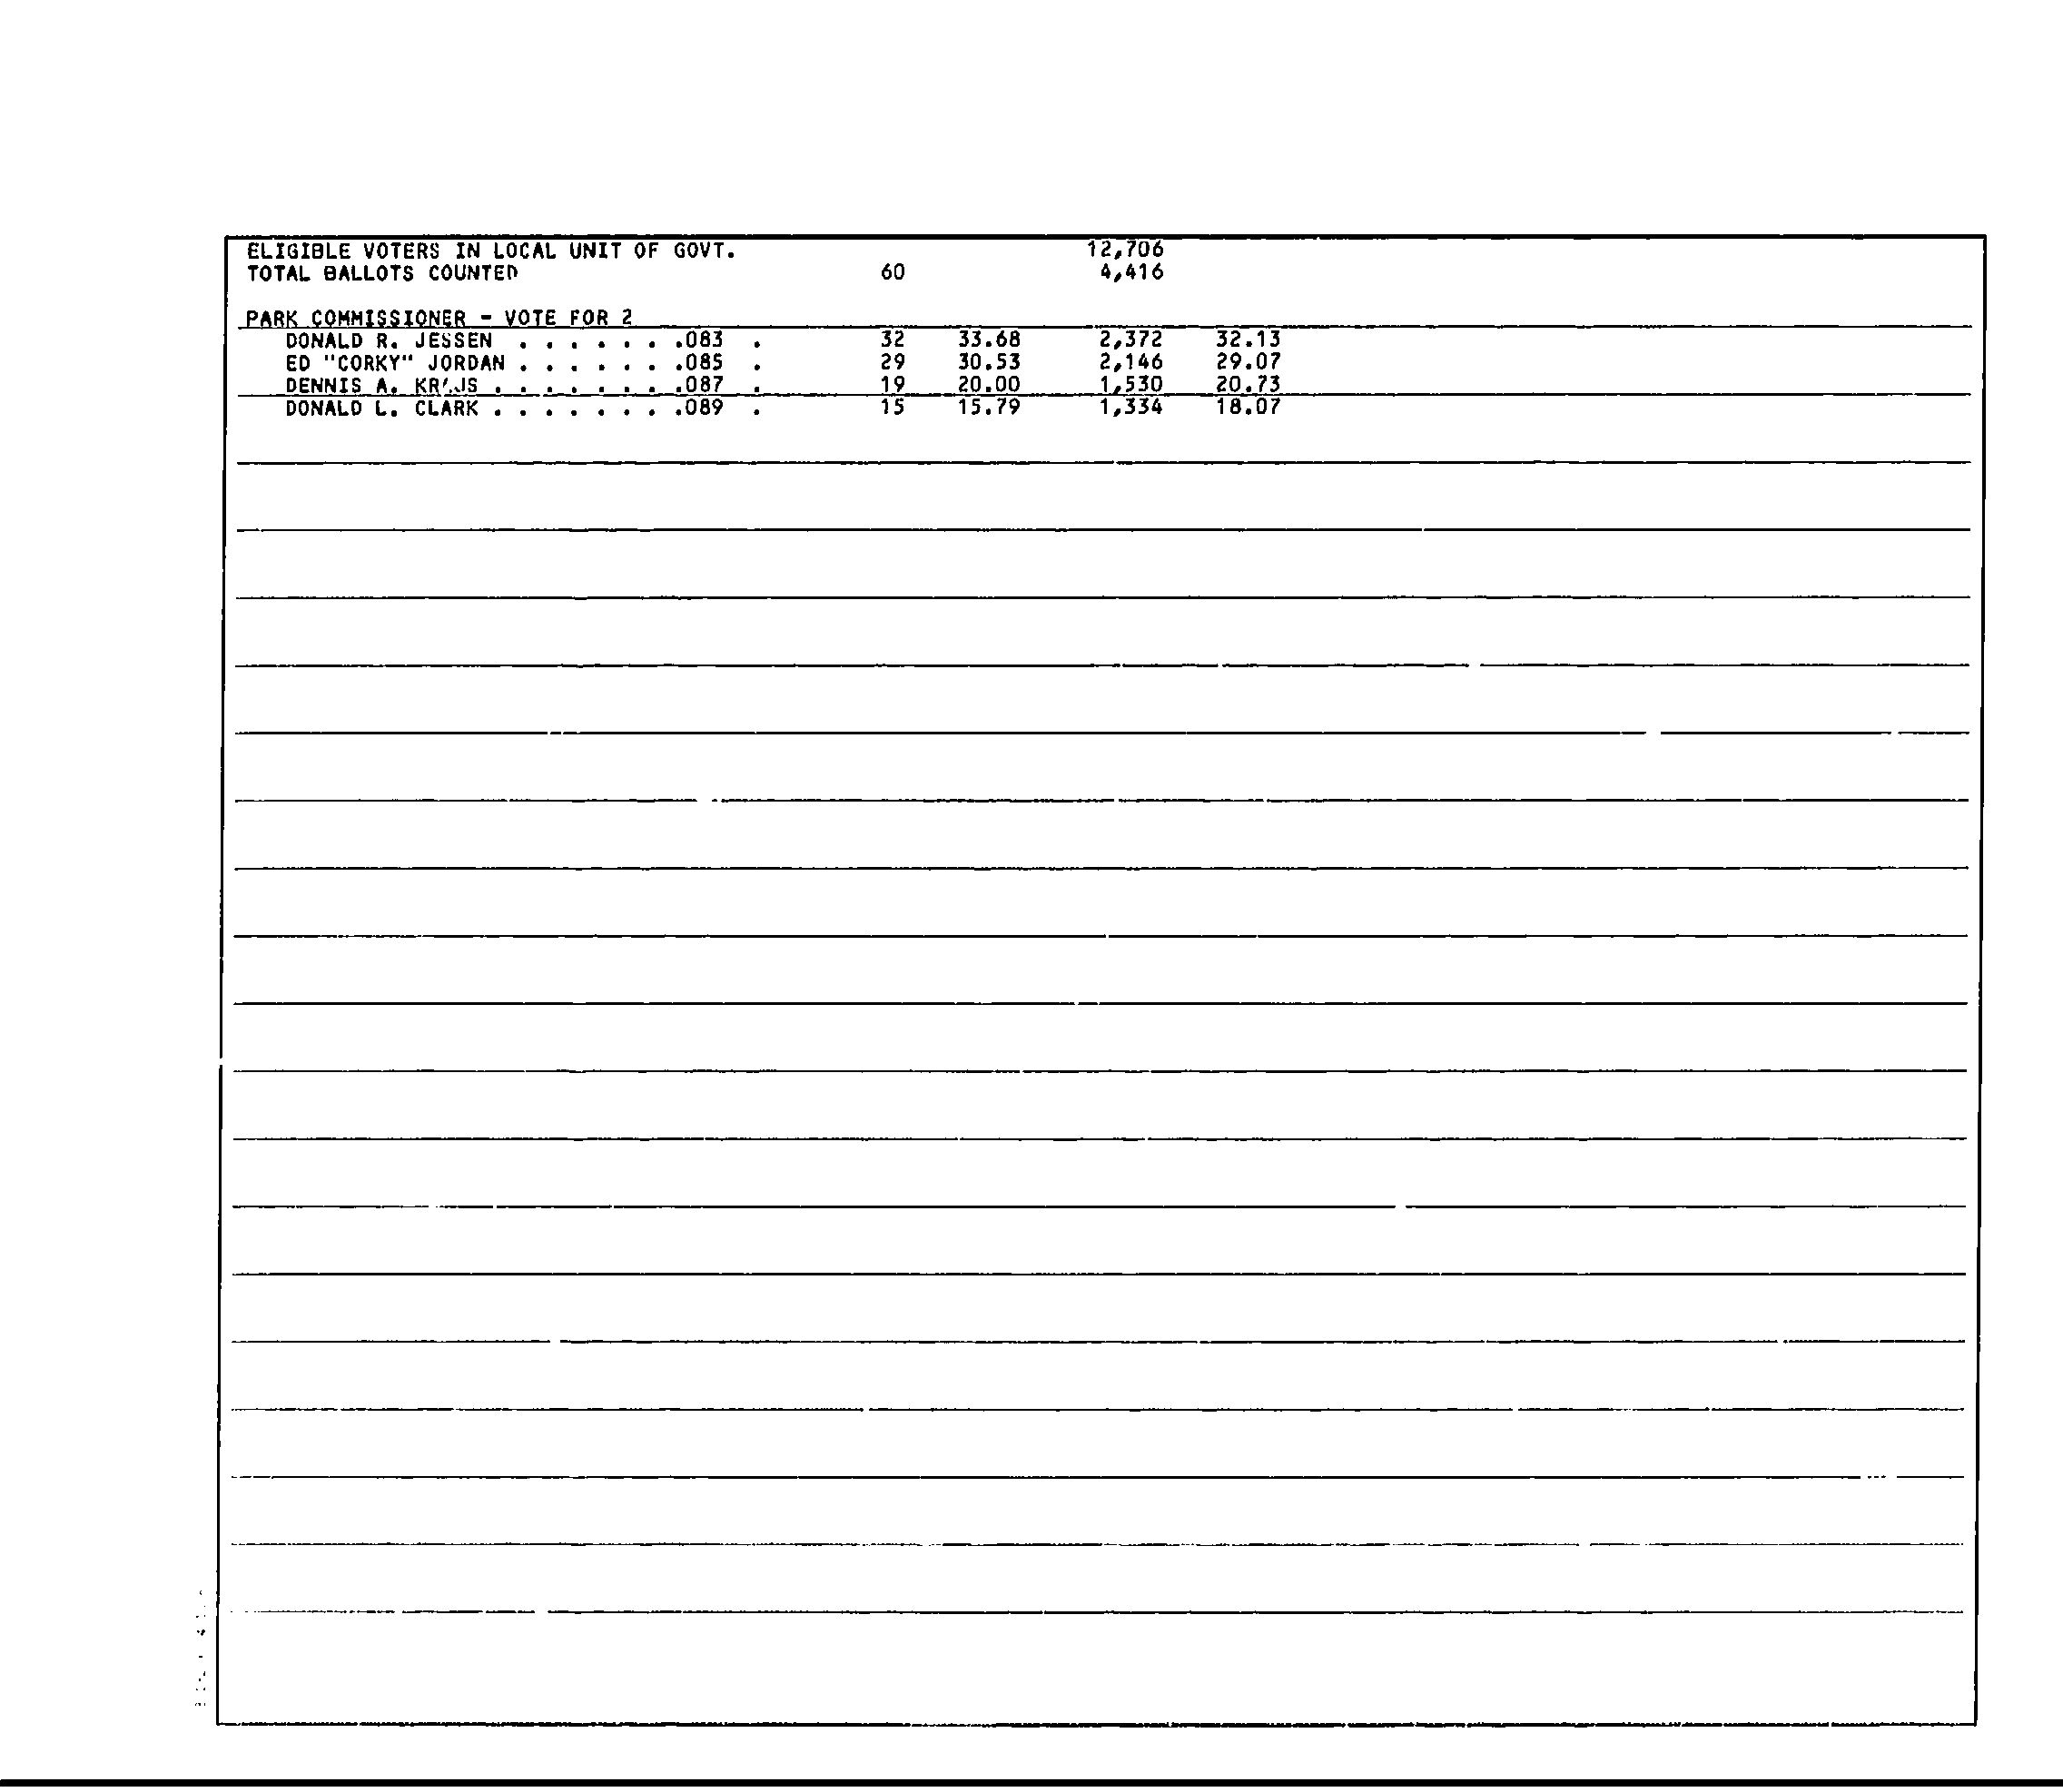 ELIGIBLE VOTERS IN LOCAL UNIT OF GOVT. 12,706
TOTAL BALLOTS COUNTED 60 4,416
PARK COMMISSIONER - VOTE FOR 2
DONALD R. JESSEN . . . . . . .083 . 32 33.68 2,372 32.13
ED "CORKY" JORDAN . . . . . . .085 . 29 30.53 2,146 29.07
DENNIS A. . . . . . . . .087 . 19 20.00 1,530 20.73
DONALD L. CLARK . . . . . . . .089 . 15 15.79 1,334 18.07